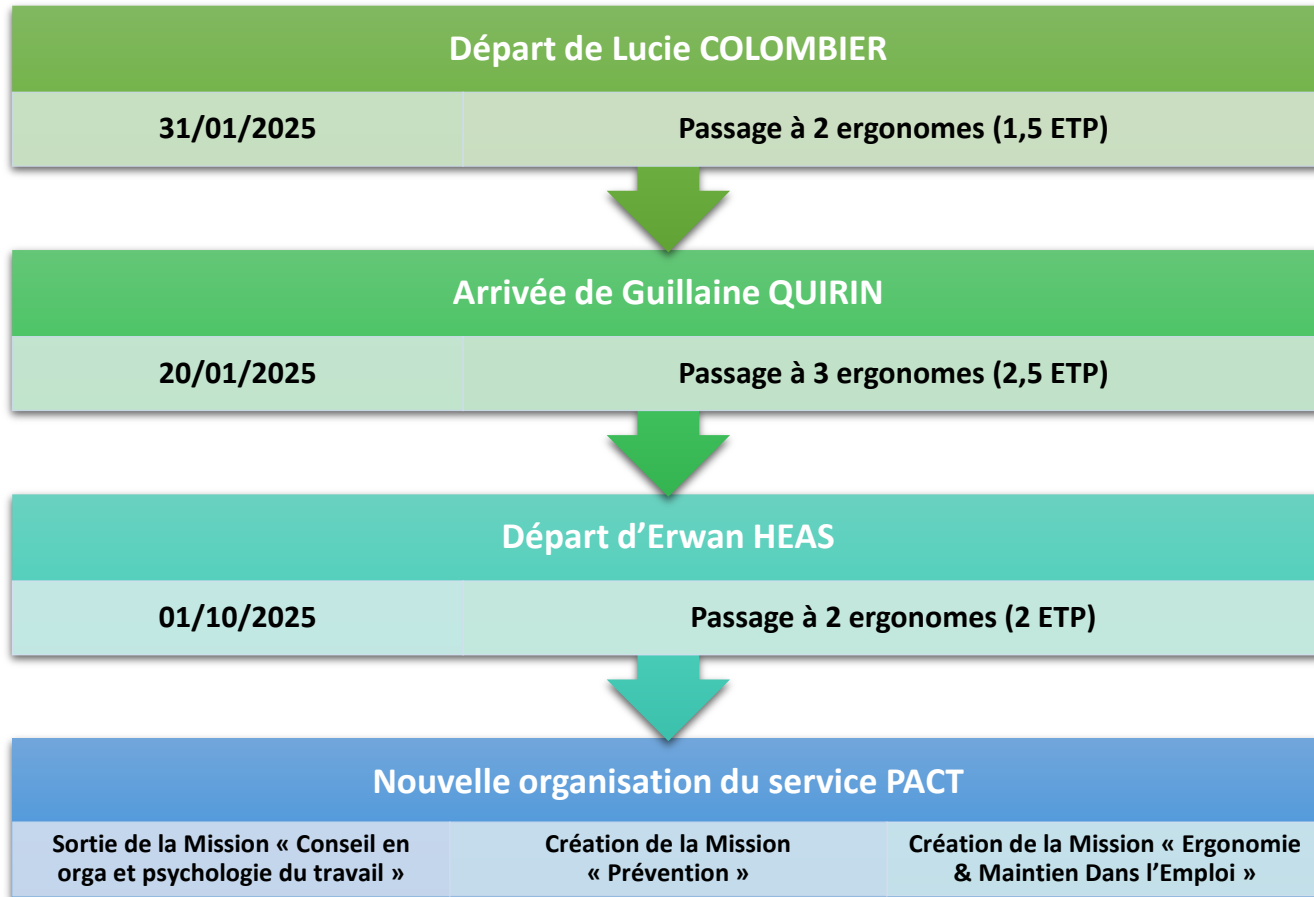 Départ de Lucie COLOMBIER
31/01/2025
Passage à 2 ergonomes (1,5 ETP)
Arrivée de Guillaine QUIRIN
20/01/2025
Passage à 3 ergonomes (2,5 ETP)
Départ d’Erwan HEAS
01/10/2025
Passage à 2 ergonomes (2 ETP)
Nouvelle organisation du service PACT
Sortie de la Mission « Conseil en
orga et psychologie du travail »
Création de la Mission
« Prévention »
Création de la Mission « Ergonomie
& Maintien Dans l’Emploi »